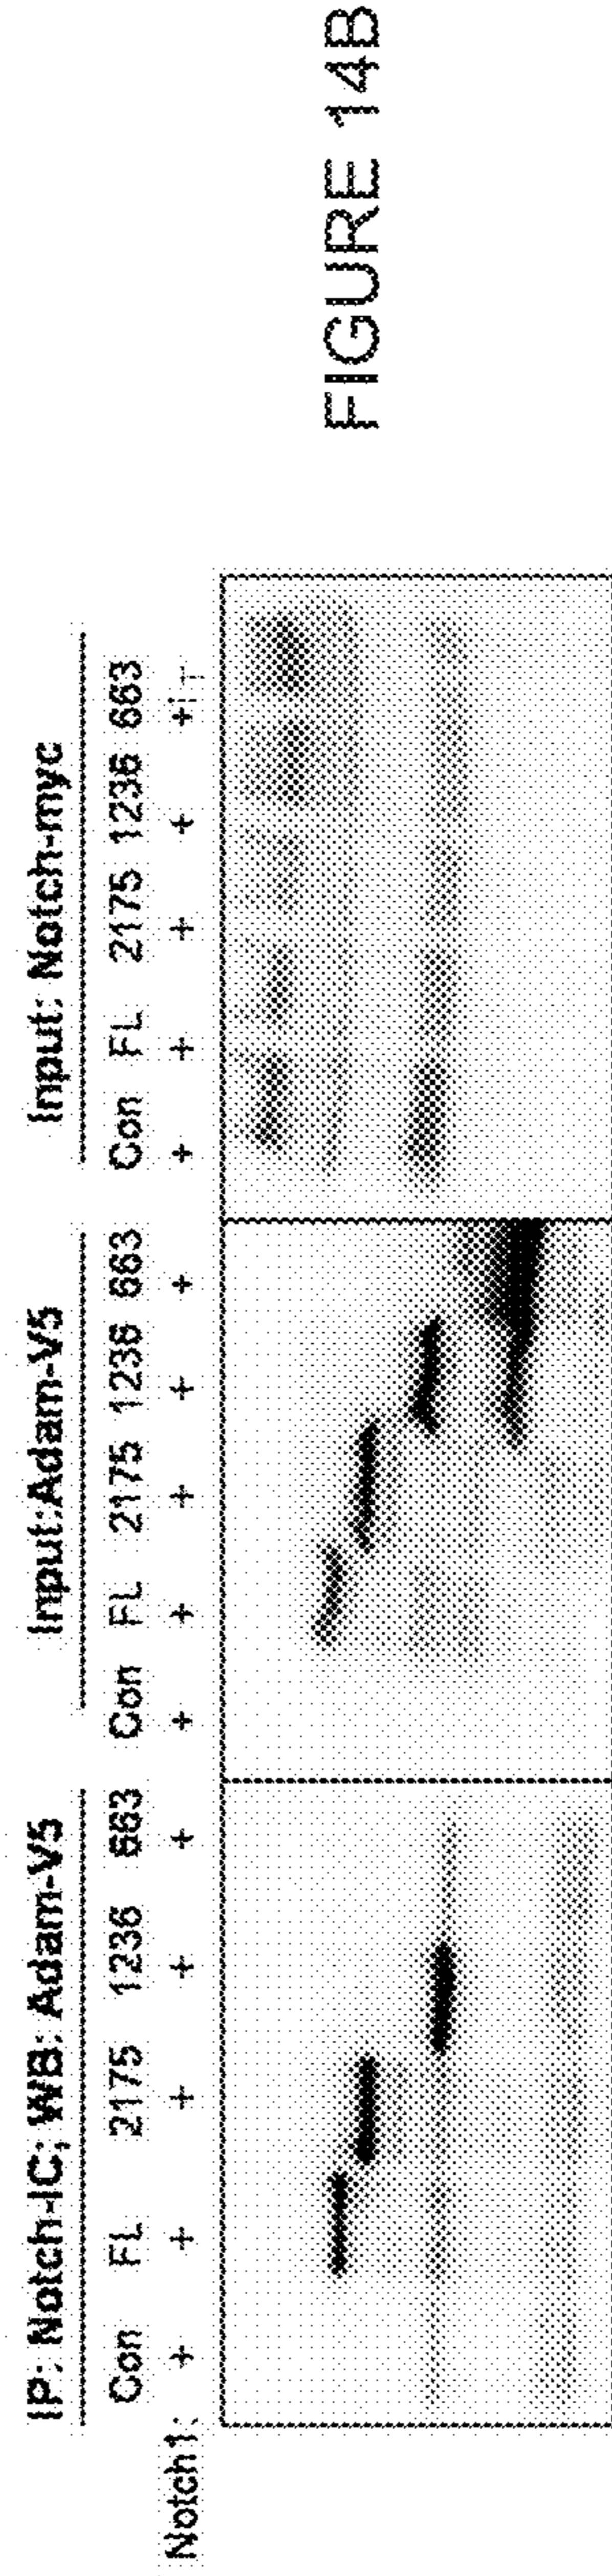 IP: Notch-IC; WB: Adam-V5
Input:Adam-V5
Input: Notch-myc
Con FL 2175 1236 663
Con FL 2175 1236 663
Con FL 2175 1236 663
Notch1: + + + + +
+ + + + +
+ + + + +
FIGURE 14B